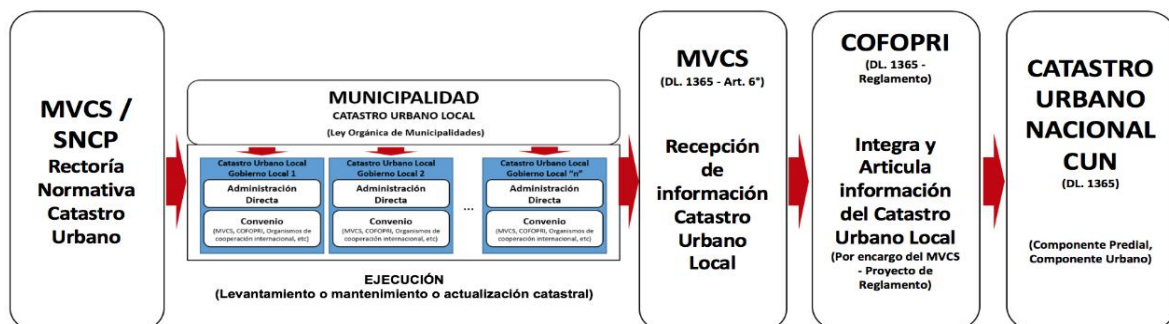 MVCS /
SNCP
Rectoría
Normativa
Catastro
Urbano
MUNICIPALIDAD
CATASTRO URBANO LOCAL
(Ley Orgánica de Municipalidades)
Catastro Urbano Local
Gobierno Local 1
Administración
Directa
Convenio
(MVCS, COFOPRI, Organismos de
cooperación internacional, etc)
Catastro Urbano Local
Gobierno Local 2
Administración
Directa
Convenio
(MVCS, COFOPRI, Organismos de
cooperación internacional, etc)
...
Catastro Urbano Local
Gobierno Local "n"
Administración
Directa
Convenio
(MVCS, COFOPRI, Organismos de
cooperación internacional, etc)
EJECUCIÓN
(Levantamiento o mantenimiento o actualización catastral)
MVCS
(DL. 1365 - Art. 6°)
Recepción
de
información
Catastro
Urbano
Local
COFOPRI
(DL. 1365 -
Reglamento)
Integra y
Articula
información
del Catastro
Urbano Local
(Por encargo del MVCS
- Proyecto de
Reglamento)
CATASTRO
URBANO
NACIONAL
CUN
(DL. 1365)
(Componente Predial,
Componente Urbano)